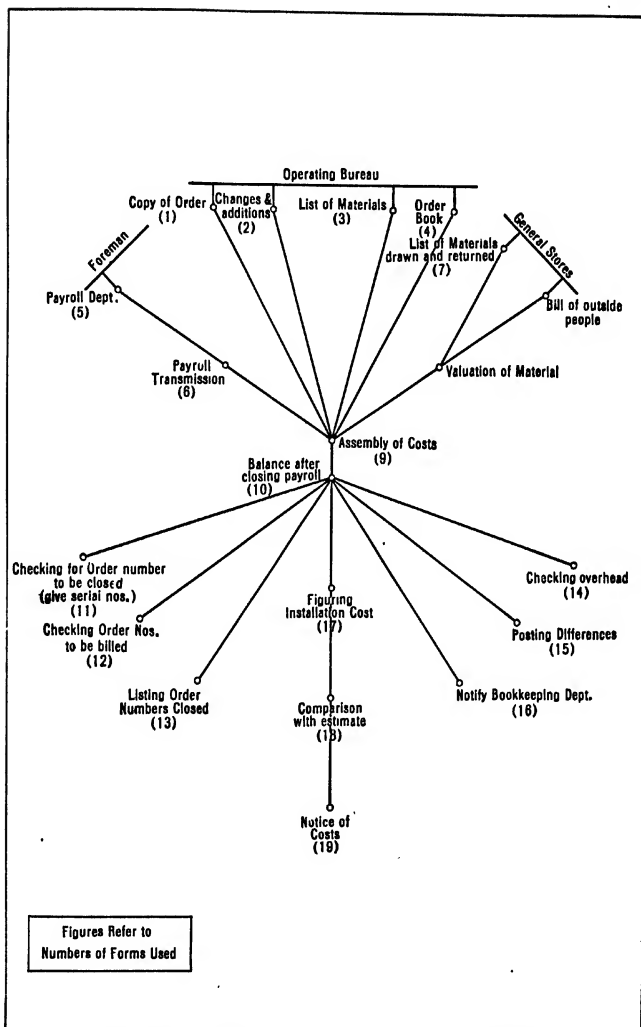 Operating Bureau
Copy of Order
(1)
Changes &
additions
(2)
List of Materials
(3)
Order
Book
(4)
List of Materials
drawn and returned
(7)
General Stores
Foreman
Payroll Dept.
(5)
Bill of outside
people
Payrull
Transmission
(6)
Valuation of Material
Assembly of Costs
(9)
Balance after
closing payroll
(10)
Checking for Order number
to be closed
(give serial nos.)
(11)
Checking Order Nos.
to be billed
(12)
Listing Order
Numbers Closed
(13)
Figuring
Installation Cost
(17)
Comparison
with estimate
(18)
Notice of
Costs
(19)
Checking overhead
(14)
Posting Differences
(15)
Notify Bookkeeping Dept.
(16)
Figures Refer to
Numbers of Forms Used